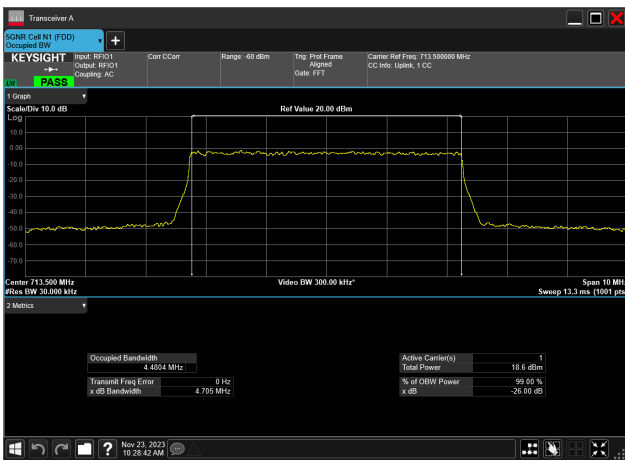 Transceiver A
5GNR Cell N1 (FDD)
Occupied BW
KEYSIGHT
LXI
PASS
Input: RFIO1
Output: RFIO1
Coupling: AC
Corr CCorr
Range: -60 dBm
Trig: Prot Frame
Aligned
Gate: FFT
Carrier Ref Freq: 713.500000 MHz
CC Info: Uplink, 1 CC
1 Graph
Scale/Div 10.0 dB
Ref Value 20.00 dBm
Log
10.0
0.00
-10.0
-20.0
-30.0
-40.0
-50.0
-60.0
-70.0
Center 713.500 MHz
Video BW 300.00 kHz*
Span 10 MHz
#Res BW 30.000 kHz
Sweep 13.3 ms (1001 pts
2 Metrics
Occupied Bandwidth
4.4804 MHz
Transmit Freq Error 0 Hz
x dB Bandwidth 4.705 MHz
Active Carrier(s) 1
Total Power 18.6 dBm
% of OBW Power 99.00 %
x dB -26.00 dB
Nov 23, 2023
10:28:42 AM